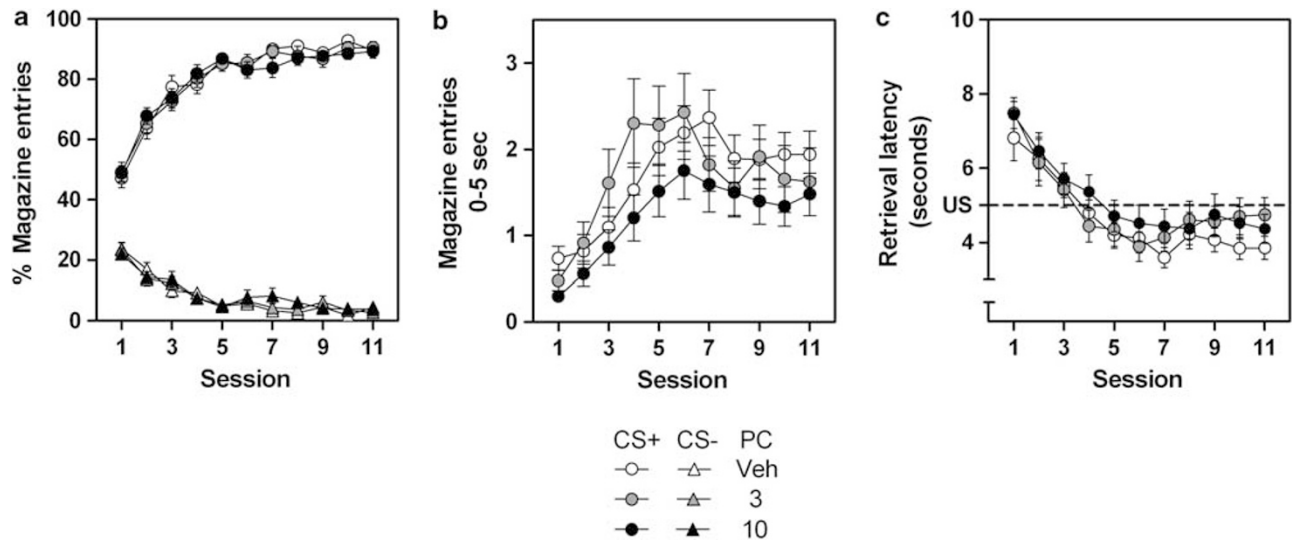 a
100
80
60
40
20
0
% Magazine entries
1 3 5 7 9 11
Session
b
3
2
1
0
Magazine entries
0-5 sec
1 3 5 7 9 11
Session
c
10
8
6
US
4
Retrieval latency
(seconds)
1 3 5 7 9 11
Session
CS+ CS- PC
Veh
3
10